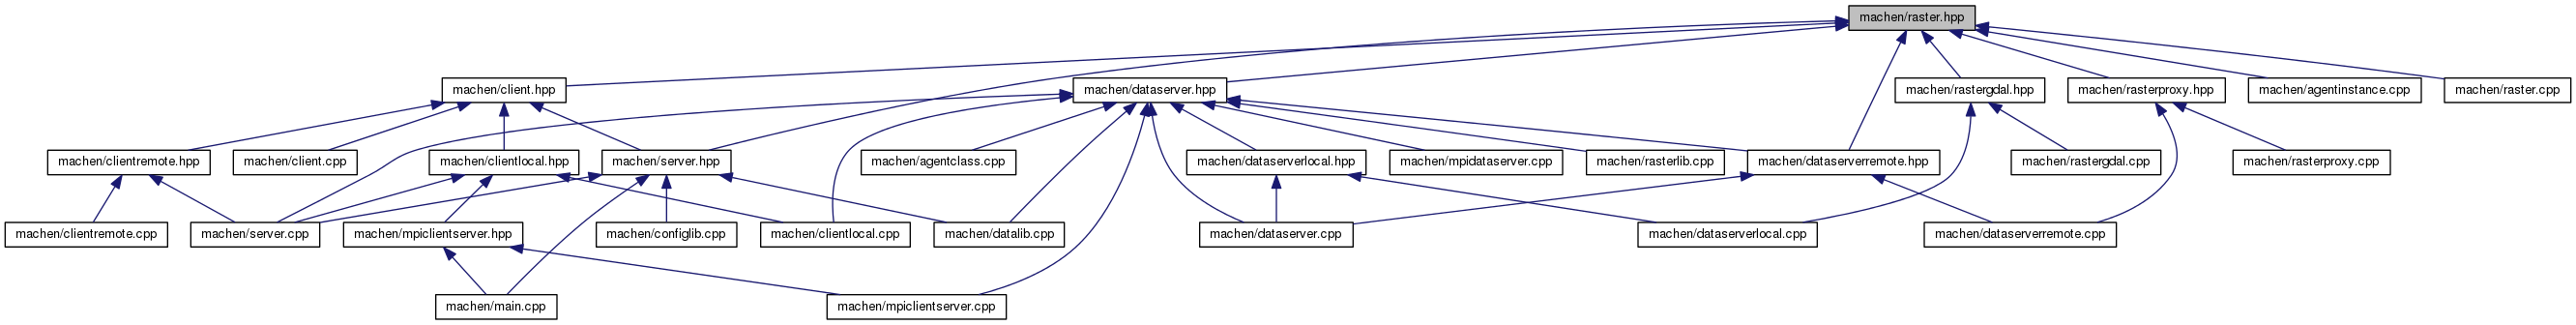 machen/raster.hpp
machen/client.hpp
machen/dataserver.hpp
machen/rastergdal.hpp
machen/rasterproxy.hpp
machen/agentinstance.cpp
machen/raster.cpp
machen/clientremote.hpp
machen/client.cpp
machen/clientlocal.hpp
machen/server.hpp
machen/agentclass.cpp
machen/dataserverlocal.hpp
machen/mpidataserver.cpp
machen/rasterlib.cpp
machen/dataserverremote.hpp
machen/rastergdal.cpp
machen/rasterproxy.cpp
machen/clientremote.cpp
machen/server.cpp
machen/mpiclientserver.hpp
machen/configlib.cpp
machen/clientlocal.cpp
machen/datalib.cpp
machen/dataserver.cpp
machen/dataserverlocal.cpp
machen/dataserverremote.cpp
machen/main.cpp
machen/mpiclientserver.cpp